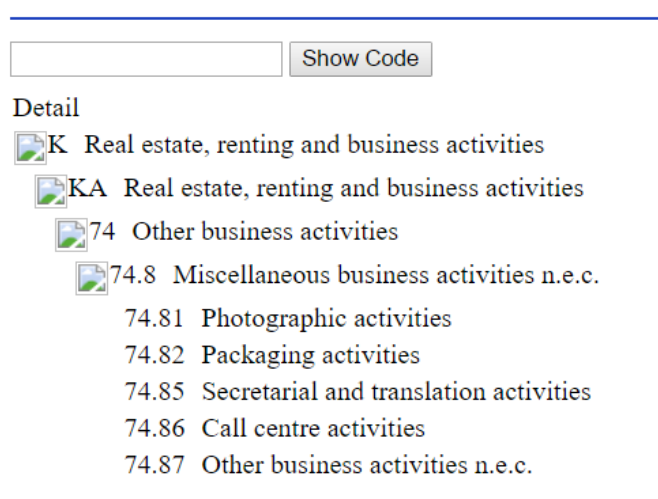 Show Code
Detail
K Real estate, renting and business activities
KA Real estate, renting and business activities
74 Other business activities
74.8 Miscellaneous business activities n.e.c.
74.81 Photographic activities
74.82 Packaging activities
74.85 Secretarial and translation activities
74.86 Call centre activities
74.87 Other business activities n.e.c.